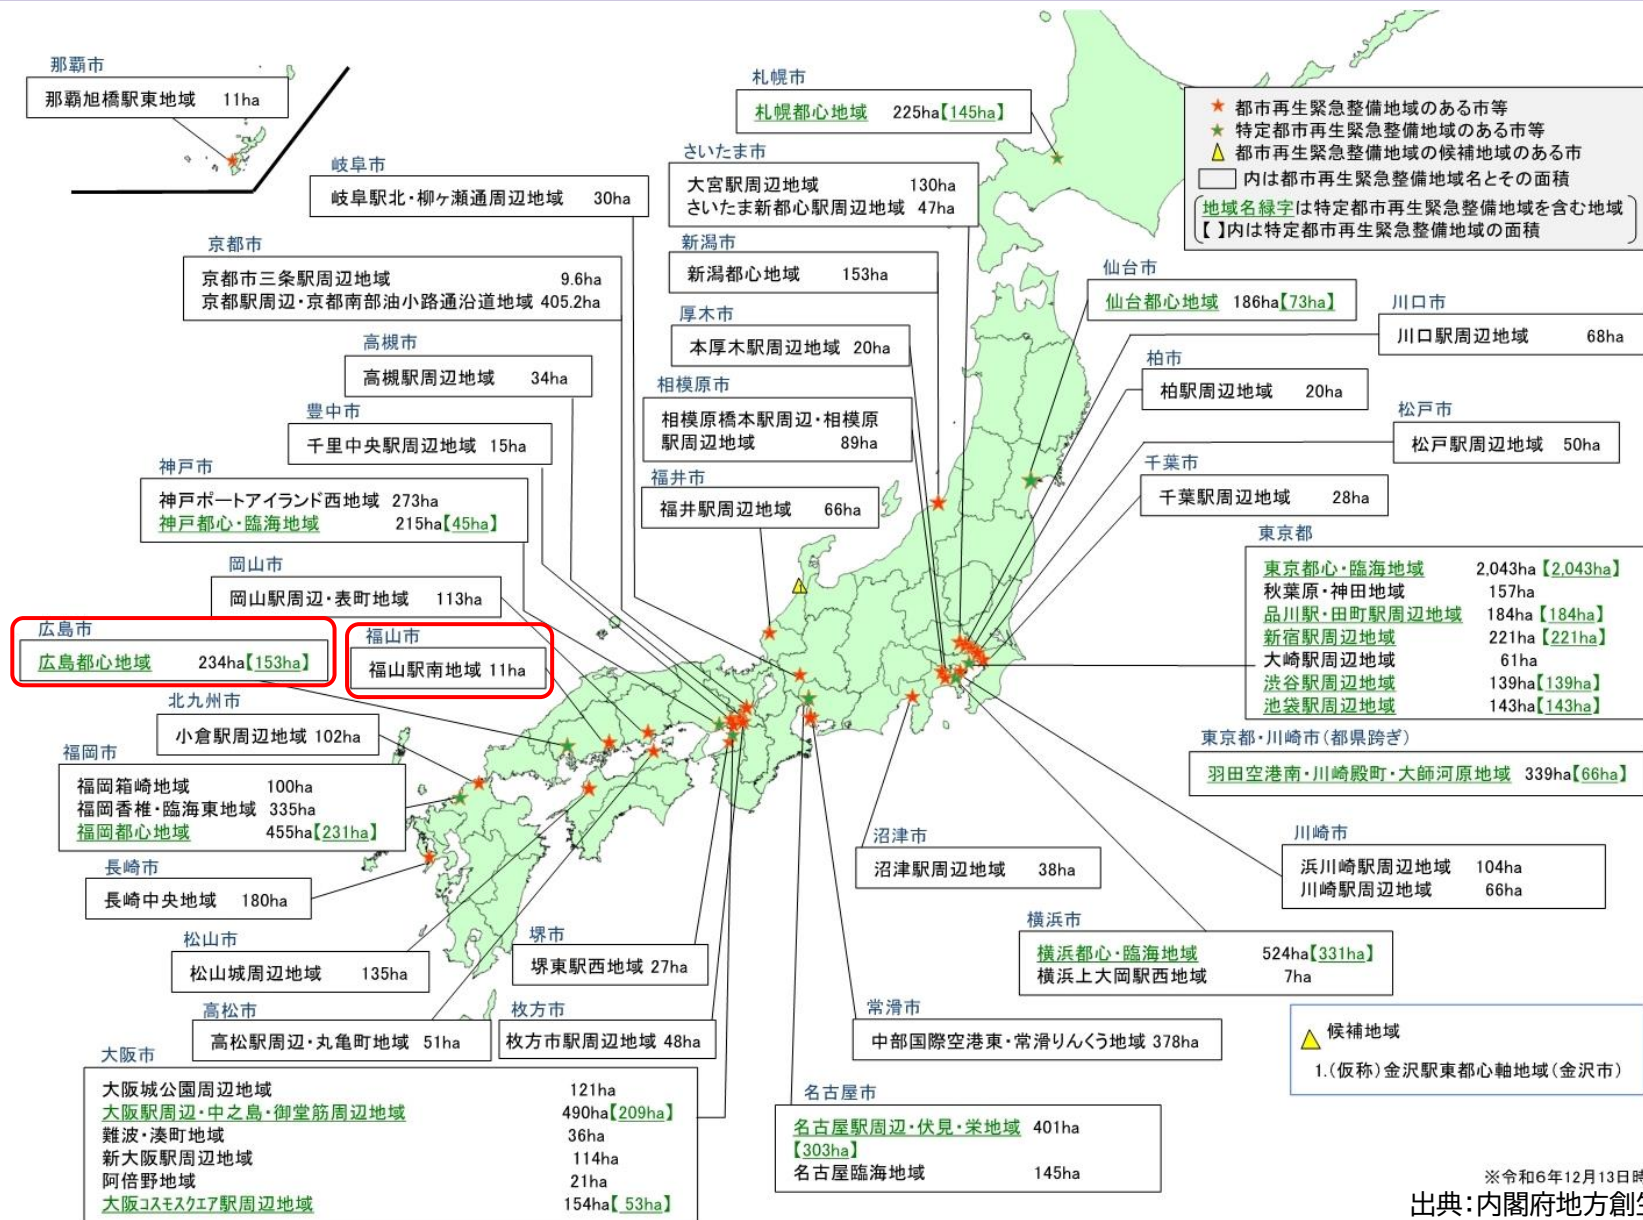 那覇市
那覇旭橋駅東地域 11ha
札幌市
札幌都心地域 225ha【145ha】
★ 都市再生緊急整備地域のある市等
★ 特定都市再生緊急整備地域のある市等
△ 都市再生緊急整備地域の候補地域のある市
内は都市再生緊急整備地域名とその面積
地域名緑字は特定都市再生緊急整備地域を含む地域
【 】内は特定都市再生緊急整備地域の面積
岐阜市
岐阜駅北・柳ヶ瀬通周辺地域 30ha
さいたま市
大宮駅周辺地域 130ha
さいたま新都心駅周辺地域 47ha
京都市
京都市三条駅周辺地域 9.6ha
京都駅周辺・京都南部油小路通沿道地域 405.2ha
新潟市
新潟都心地域 153ha
仙台市
仙台都心地域 186ha【73ha】
川口市
川口駅周辺地域 68ha
高槻市
高槻駅周辺地域 34ha
厚木市
本厚木駅周辺地域 20ha
柏市
柏駅周辺地域 20ha
豊中市
千里中央駅周辺地域 15ha
相模原市
相模原橋本駅周辺・相模原
駅周辺地域 89ha
松戸市
松戸駅周辺地域 50ha
神戸市
神戸ポートアイランド西地域 273ha
神戸都心・臨海地域 215ha【45ha】
福井市
福井駅周辺地域 66ha
千葉市
千葉駅周辺地域 28ha
岡山市
岡山駅周辺・表町地域 113ha
東京都
東京都心・臨海地域 2,043ha【2,043ha】
秋葉原・神田地域 157ha
品川駅・田町駅周辺地域 184ha【184ha】
新宿駅周辺地域 221ha【221ha】
大崎駅周辺地域 61ha
渋谷駅周辺地域 139ha【139ha】
池袋駅周辺地域 143ha【143ha】
広島市
広島都心地域 234ha【153ha】
福山市
福山駅南地域 11ha
北九州市
小倉駅周辺地域 102ha
東京都・川崎市（都県跨ぎ）
羽田空港南・川崎殿町・大師河原地域 339ha【66ha】
福岡市
福岡箱崎地域 100ha
福岡香椎・臨海東地域 335ha
福岡都心地域 455ha【231ha】
長崎市
長崎中央地域 180ha
沼津市
沼津駅周辺地域 38ha
川崎市
浜川崎駅周辺地域 104ha
川崎駅周辺地域 66ha
松山市
松山城周辺地域 135ha
堺市
堺東駅西地域 27ha
横浜市
横浜都心・臨海地域 524ha【331ha】
横浜上大岡駅西地域 7ha
高松市
高松駅周辺・丸亀町地域 51ha
枚方市
枚方市駅周辺地域 48ha
常滑市
中部国際空港東・常滑りんくう地域 378ha
候補地域
1.(仮称)金沢駅東都心軸地域(金沢市)
大阪市
大阪城公園周辺地域 121ha
大阪駅周辺・中之島・御堂筋周辺地域 490ha【209ha】
難波・湊町地域 36ha
新大阪駅周辺地域 114ha
阿倍野地域 21ha
大阪コスモスクエア駅周辺地域 154ha【 53ha】
名古屋市
名古屋駅周辺・伏見・栄地域 401ha
【303ha】
名古屋臨海地域 145ha
※令和6年12月13日時
出典：内閣府地方創生